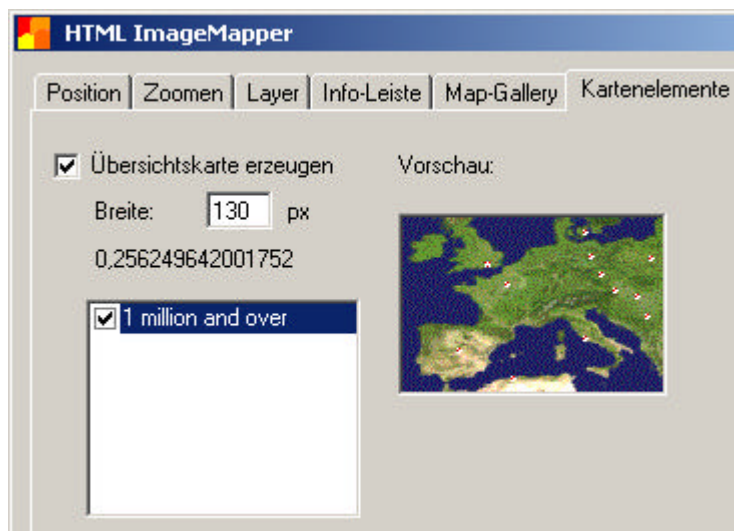 HTML ImageMapper
Position Zoomen Layer Info-Leiste Map-Gallery Kartenelemente
Übersichtskarte erzeugen Vorschau:
Breite: 130 px
0,256249642001752
1 million and over